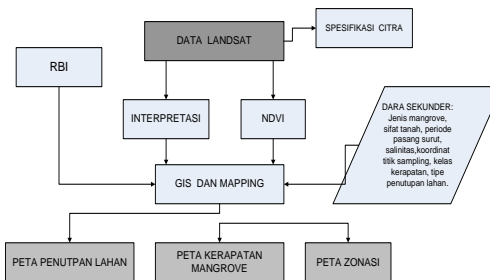 DATA LANDSAT
SPESIFIKASI CITRA
RBI
INTERPRETASI
NDVI
DARA SEKUNDER:
Jenis mangrove,
sifat tanah, periode
pasang surut,
salinitas,koordinat
titik sampling, kelas
kerapatan, tipe
penutupan lahan.
GIS DAN MAPPING
PETA PENUTPAN LAHAN
PETA KERAPATAN
MANGROVE
PETA ZONASI